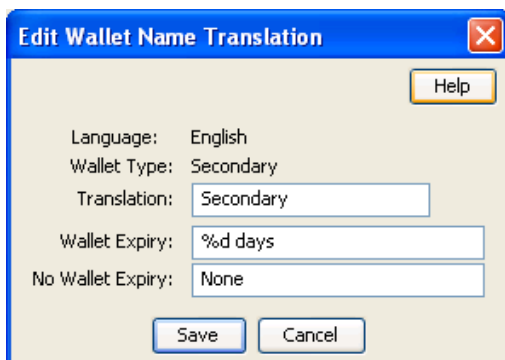 Edit Wallet Name Translation
Help
Language: English
Wallet Type: Secondary
Translation: Secondary
Wallet Expiry: %d days
No Wallet Expiry: None
Save Cancel